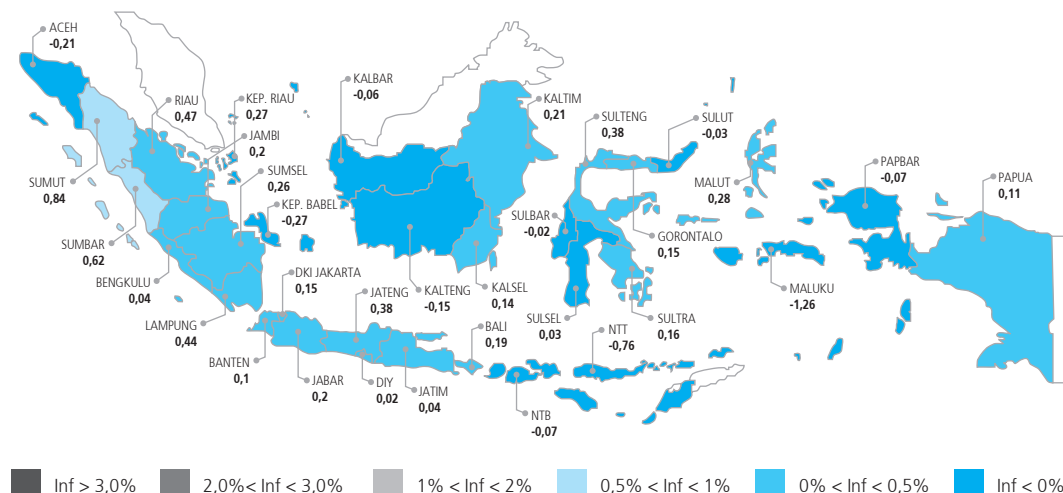 ACEH
-0,21
SUMUT
0,84
RIAU
0,47
KEP. RIAU
0,27
JAMBI
0,2
SUMSEL
0,26
KEP. BABEL
-0,27
SUMBAR
0,62
BENGKULU
0,04
LAMPUNG
0,44
BANTEN
0,1
DKI JAKARTA
0,15
JABAR
0,2
JATENG
0,38
DIY
0,02
JATIM
0,04
BALI
0,19
NTB
-0,07
NTT
-0,76
KALBAR
-0,06
KALTENG
-0,15
KALSEL
0,14
KALTIM
0,21
SULTENG
0,38
SULUT
-0,03
SULBAR
-0,02
GORONTALO
0,15
SULSEL
0,03
SULTRA
0,16
MALUT
0,28
MALUKU
-1,26
PAPBAR
-0,07
PAPUA
0,11
Inf > 3,0%
2,0%< Inf < 3,0%
1% < Inf < 2%
0,5% < Inf < 1%
0% < Inf < 0,5%
Inf < 0%